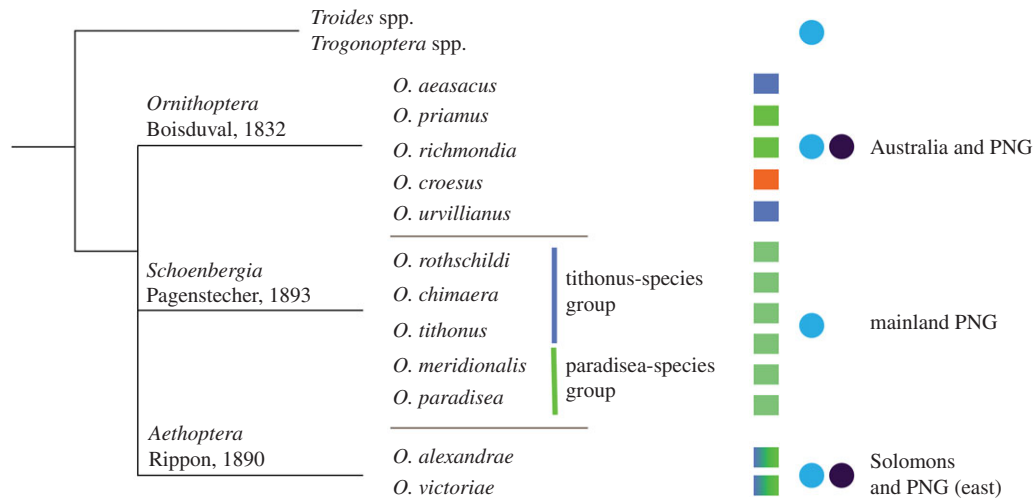 Troides spp.
Trogonoptera spp.
Ornithoptera
Boisduval, 1832
O. aeasacus
O. priamus
O. richmondia
O. croesus
O. urvillianus
Australia and PNG
Schoenbergia
Pagenstecher, 1893
O. rothschildi
O. chimaera
O. tithonus
O. meridionalis
O. paradisea
tithonus-species
group
paradisea-species
group
mainland PNG
Aethoptera
Rippon, 1890
O. alexandrae
O. victoriae
Solomons
and PNG (east)